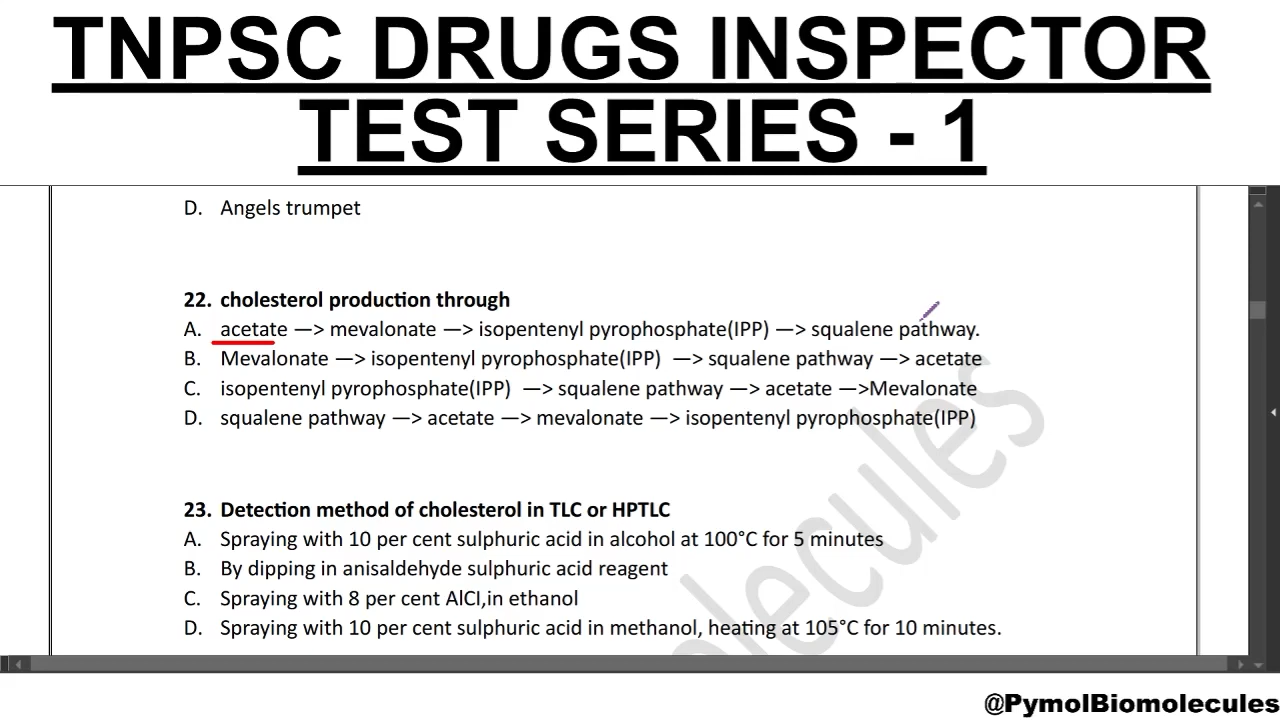 TNPSC DRUGS INSPECTOR
TEST SERIES - 1
D. Angels trumpet
22. cholesterol production through
A. acetate —> mevalonate —> isopentenyl pyrophosphate(IPP) —> squalene pathway.
B. Mevalonate —> isopentenyl pyrophosphate(IPP) —> squalene pathway —> acetate
C. isopentenyl pyrophosphate(IPP) —> squalene pathway —> acetate —>Mevalonate
D. squalene pathway —> acetate —> mevalonate —> isopentenyl pyrophosphate(IPP)
23. Detection method of cholesterol in TLC or HPTLC
A. Spraying with 10 per cent sulphuric acid in alcohol at 100°C for 5 minutes
B. By dipping in anisaldehyde sulphuric acid reagent
C. Spraying with 8 per cent AlCI,in ethanol
D. Spraying with 10 per cent sulphuric acid in methanol, heating at 105°C for 10 minutes.
olecules
@PymolBiomolecules